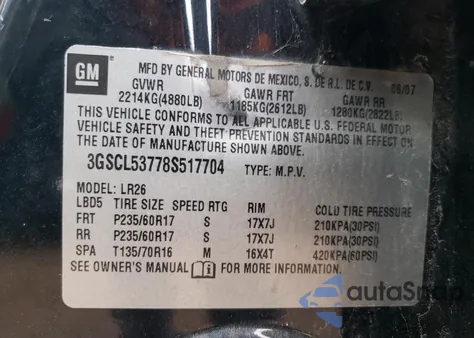 GM
MFD BY GENERAL MOTORS DE MEXICO, S. DE R.L. DE C.V. 06/07
GVWR GAWR FRT GAWR RR
2214KG(4880LB) 1185KG(2612LB) 1280KG(2822LB)
THIS VEHICLE CONFORMS TO ALL APPLICABLE U.S. FEDERAL MOTOR
VEHICLE SAFETY AND THEFT PREVENTION STANDARDS IN EFFECT ON
THE DATE OF MANUFACTURE SHOWN ABOVE.
3GSCL53778S517704 TYPE: M.P.V.
MODEL: LR26
LBD5 TIRE SIZE SPEED RTG RIM COLD TIRE PRESSURE
FRT P235/60R17 S 17X7J 210KPA(30PSI)
RR P235/60R17 S 17X7J 210KPA(30PSI)
SPA T135/70R16 M 16X4T 420KPA(60PSI)
SEE OWNER'S MANUAL FOR MORE INFORMATION
autoSnap